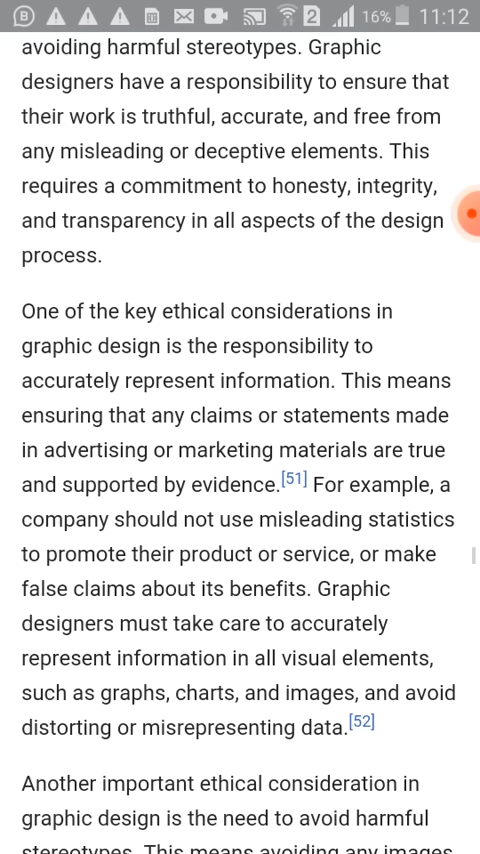 B 2 16% 11:12
avoiding harmful stereotypes. Graphic
designers have a responsibility to ensure that
their work is truthful, accurate, and free from
any misleading or deceptive elements. This
requires a commitment to honesty, integrity,
and transparency in all aspects of the design
process.
One of the key ethical considerations in
graphic design is the responsibility to
accurately represent information. This means
ensuring that any claims or statements made
in advertising or marketing materials are true
and supported by evidence.[51] For example, a
company should not use misleading statistics
to promote their product or service, or make
false claims about its benefits. Graphic
designers must take care to accurately
represent information in all visual elements,
such as graphs, charts, and images, and avoid
distorting or misrepresenting data.[52]
Another important ethical consideration in
graphic design is the need to avoid harmful
stereotypes. This means avoiding any images